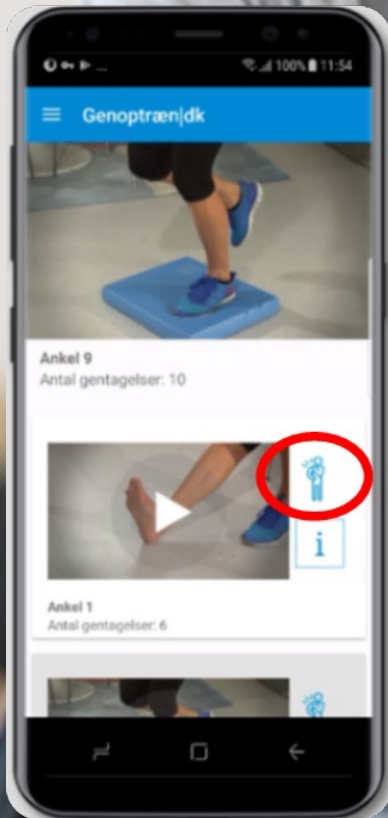 100% 11:54
Genoptræn|dk
Ankel 9
Antal gentagelser: 10
i
Ankel 1
Antal gentagelser: 6